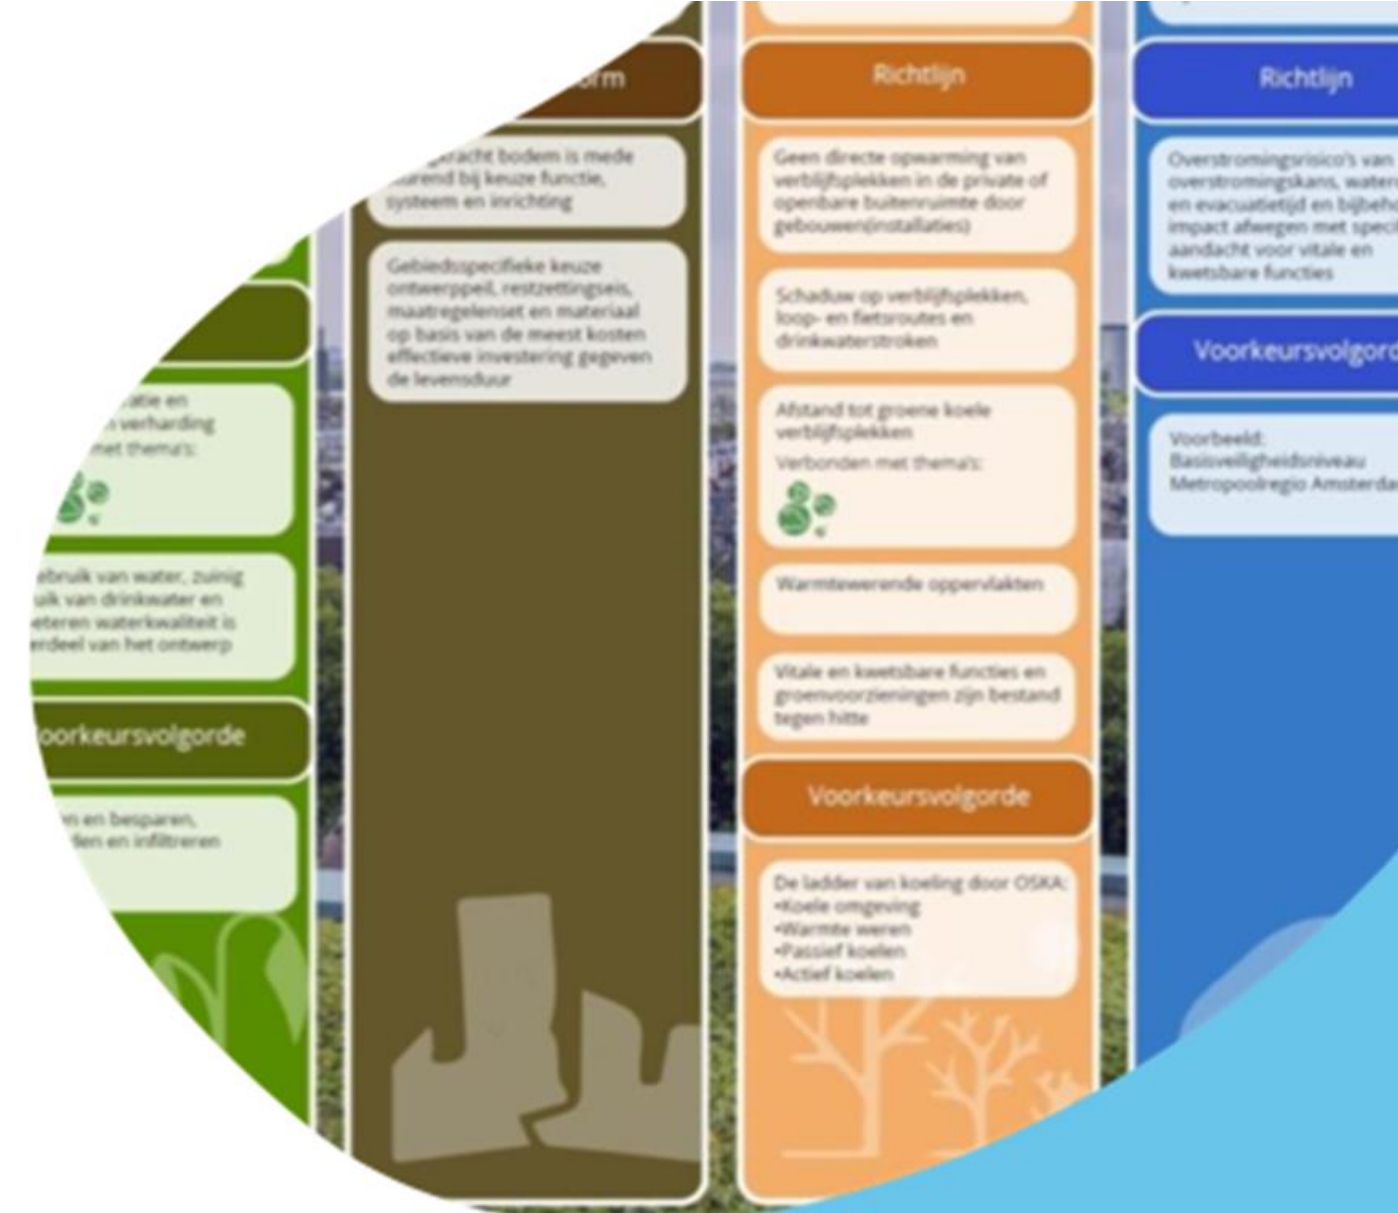 verharding
met thema's:
van water, zuinig
van drinkwater en
waterkwaliteit is
van het ontwerp
en besparen,
en infiltreren
bodem is mede
bij keuze functie,
systeem en inrichting
Gebiedsspecifieke keuze
ontwerppeil, restzettingseis,
maatregelenset en materiaal
op basis van de meest kosten
effectieve investering gegeven
de levensduur
Richtlijn
Geen directe opwarming van
verblijfsplekken in de private of
openbare buitenruimte door
gebouwen(installaties)
Schaduw op verblijfsplekken,
loop- en fietsroutes en
drinkwaterstroken
Afstand tot groene koele
verblijfsplekken
Verbonden met thema's:
Warmtewerende oppervlakten
Vitale en kwetsbare functies en
groenvoorzieningen zijn bestand
tegen hitte
Voorkeursvolgorde
De ladder van koeling door OSKA:
•Koele omgeving
•Warmte weren
•Passief koelen
•Actief koelen
Richtlijn
Overstromingsrisico's van
overstromingskans,
en evacuatietijd en
impact afwegen met
aandacht voor vitale en
kwetsbare functies
Voorbeeld:
Basisveiligheidsniveau
Metropoolregio